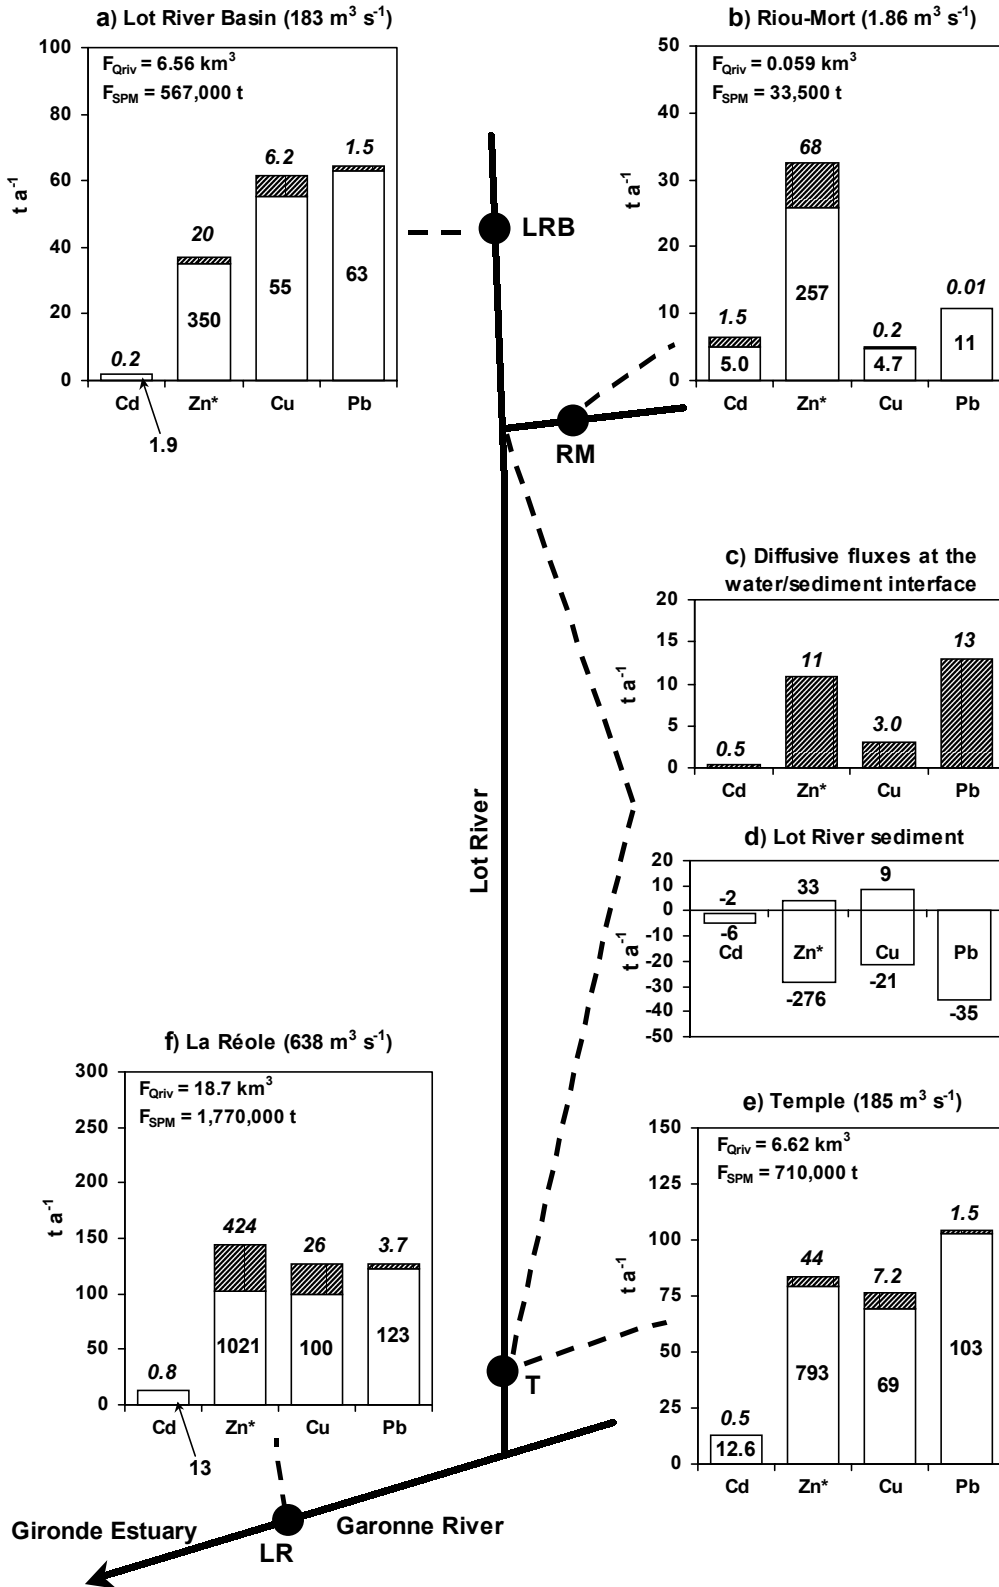 a) Lot River Basin (183 m³ s⁻¹)
F_Qriv = 6.56 km³
F_SPM = 567,000 t
t a⁻¹
100
80
60
40
20
0
0.2
20
6.2
1.5
350
55
63
Cd Zn* Cu Pb
1.9
b) Riou-Mort (1.86 m³ s⁻¹)
F_Qriv = 0.059 km³
F_SPM = 33,500 t
t a⁻¹
50
40
30
20
10
0
1.5
68
0.2
0.01
5.0
257
4.7
11
Cd Zn* Cu Pb
LRB
RM
c) Diffusive fluxes at the
water/sediment interface
t a⁻¹
20
15
10
5
0
0.5
11
3.0
13
Cd Zn* Cu Pb
Lot River
d) Lot River sediment
t a⁻¹
20
10
0
-10
-20
-30
-40
-50
-2
33
9
-6
Cd Zn* Cu Pb
-276
-21
-35
e) Temple (185 m³ s⁻¹)
F_Qriv = 6.62 km³
F_SPM = 710,000 t
t a⁻¹
150
125
100
75
50
25
0
0.5
44
7.2
1.5
12.6
793
69
103
Cd Zn* Cu Pb
T
f) La Réole (638 m³ s⁻¹)
F_Qriv = 18.7 km³
F_SPM = 1,770,000 t
t a⁻¹
300
250
200
150
100
50
0
0.8
424
26
3.7
1021
100
123
Cd Zn* Cu Pb
13
Gironde Estuary
LR
Garonne River